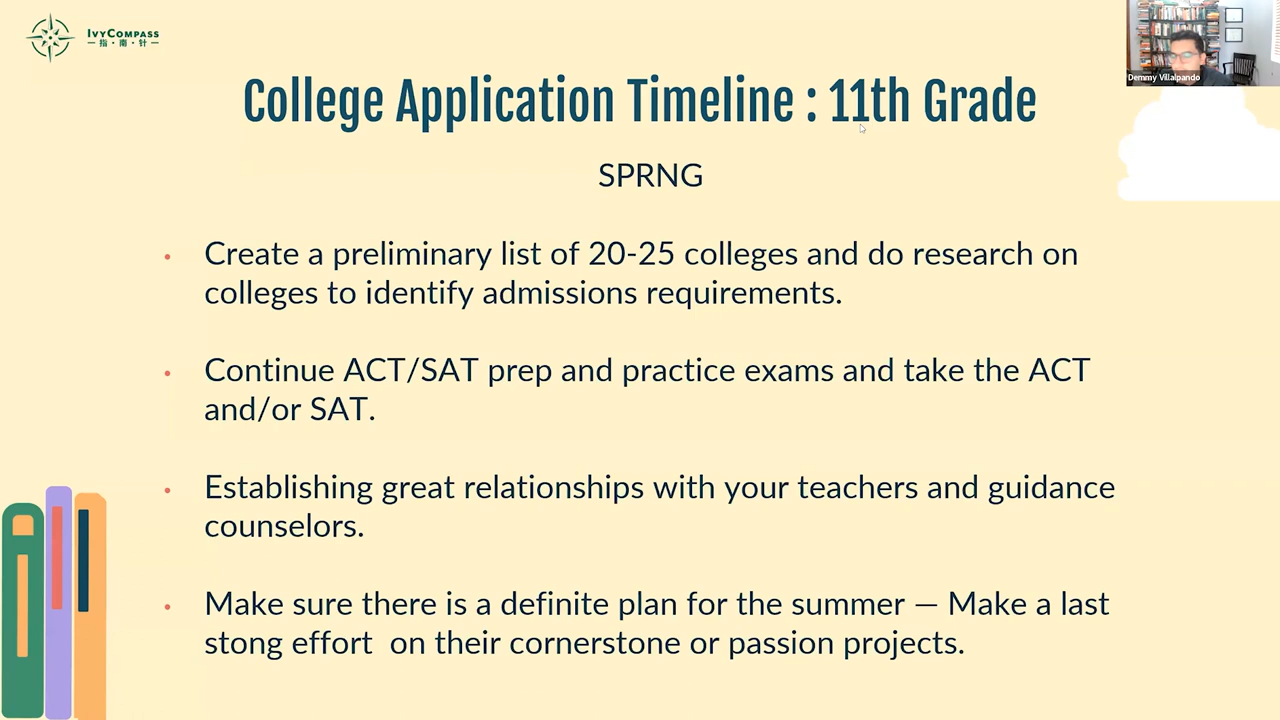 IVYCOMPASS
一指·南·针一
Demmy Villalpando
College Application Timeline : 11th Grade
SPRNG
• Create a preliminary list of 20-25 colleges and do research on
colleges to identify admissions requirements.
• Continue ACT/SAT prep and practice exams and take the ACT
and/or SAT.
• Establishing great relationships with your teachers and guidance
counselors.
• Make sure there is a definite plan for the summer — Make a last
stong effort  on their cornerstone or passion projects.